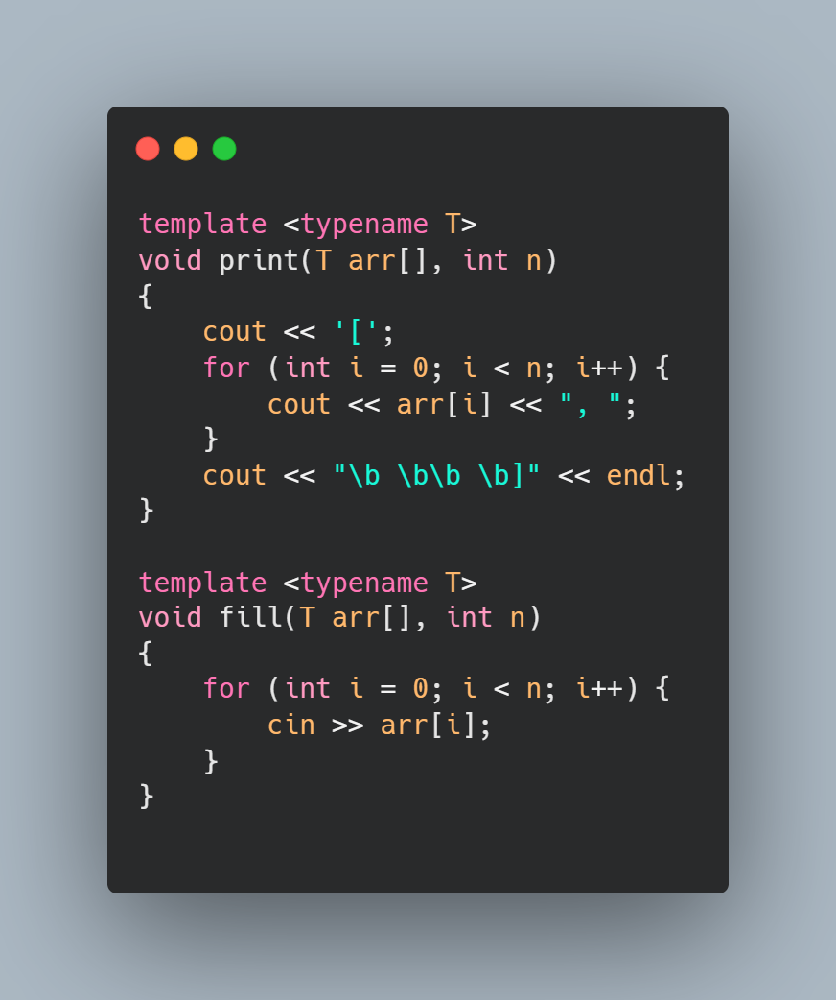 template <typename T>
void print(T arr[], int n)
{
    cout << '[';
    for (int i = 0; i < n; i++) {
        cout << arr[i] << ", ";
    }
    cout << "\b \b\b \b]" << endl;
}

template <typename T>
void fill(T arr[], int n)
{
    for (int i = 0; i < n; i++) {
        cin >> arr[i];
    }
}